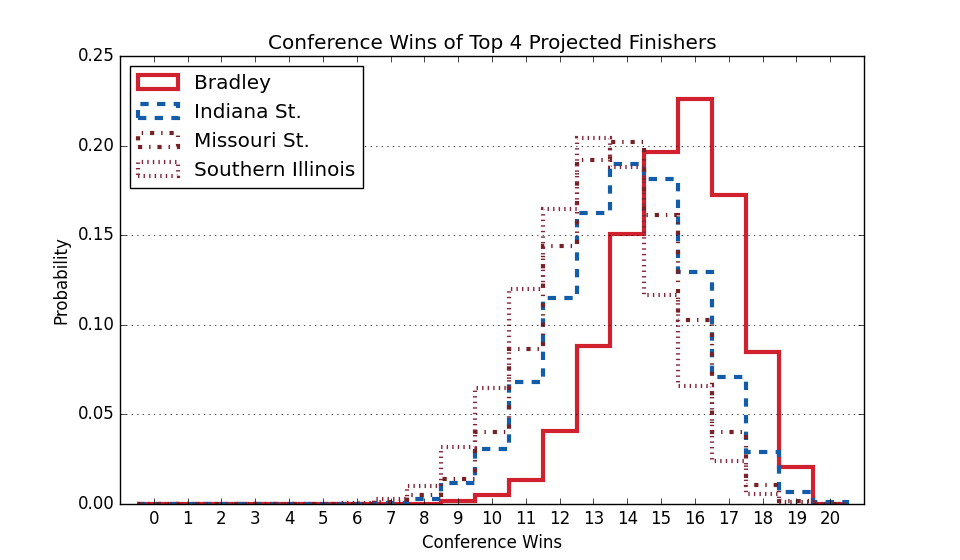 Conference Wins of Top 4 Projected Finishers
0.25
0.20
0.15
0.10
0.05
0.00
Probability
Bradley
Indiana St.
Missouri St.
Southern Illinois
0 1 2 3 4 5 6 7 8 9 10 11 12 13 14 15 16 17 18 19 20
Conference Wins